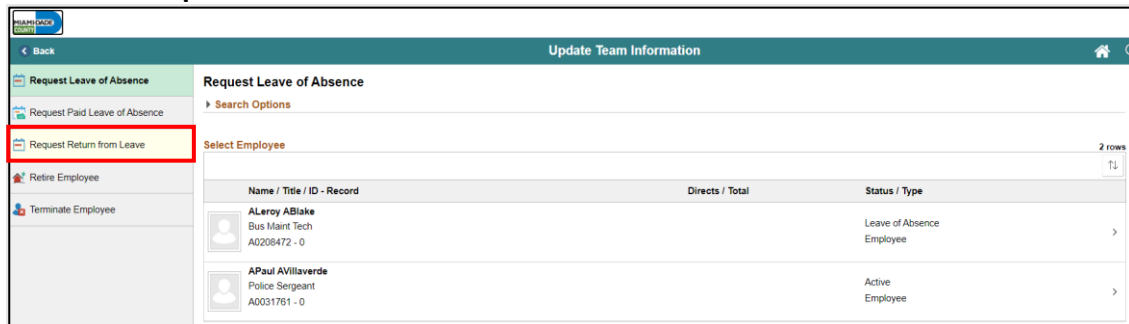 MIAMI-DADE
COUNTY
Back
Update Team Information
Request Leave of Absence
Request Paid Leave of Absence
Request Return from Leave
Retire Employee
Terminate Employee
Request Leave of Absence
Search Options
Select Employee
2 rows
Name / Title / ID - Record Directs / Total Status / Type
ALeroy ABlake
Bus Maint Tech
A0208472 - 0
Leave of Absence
Employee
APaul AVillaverde
Police Sergeant
A0031761 - 0
Active
Employee